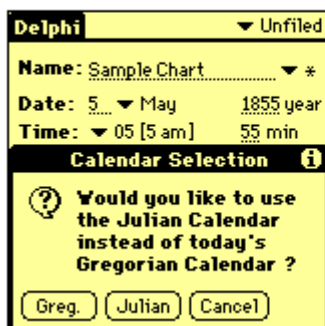 Delphi ▼ Unfiled
Name: Sample Chart ▼ *
Date: 5 ▼ May 1855 year
Time: ▼ 05 [5 am] 55 min
Calendar Selection i
Would you like to use
the Julian Calendar
instead of today's
Gregorian Calendar ?
Greg. Julian Cancel